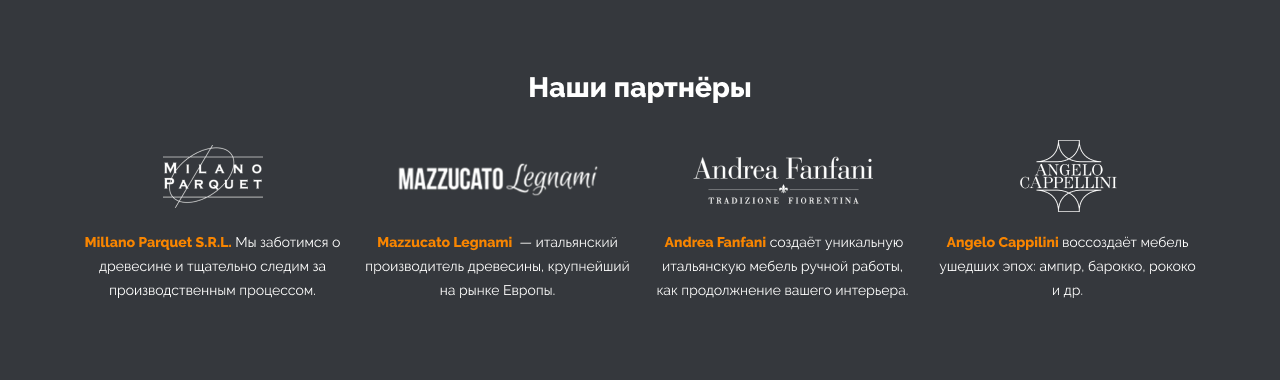 Наши партнёры
MILANO
PARQUET
MAZZUCATO Legnami
Andrea Fanfani
TRADIZIONE FIORENTINA
ANGELO
CAPPELLINI
Millano Parquet S.R.L. Мы заботимся о
древесине и тщательно следим за
производственным процессом.
Mazzucato Legnami — итальянский
производитель древесины, крупнейший
на рынке Европы.
Andrea Fanfani создаёт уникальную
итальянскую мебель ручной работы,
как продолжнение вашего интерьера.
Angelo Cappilini воссоздаёт мебель
ушедших эпох: ампир, барокко, рококо
и др.